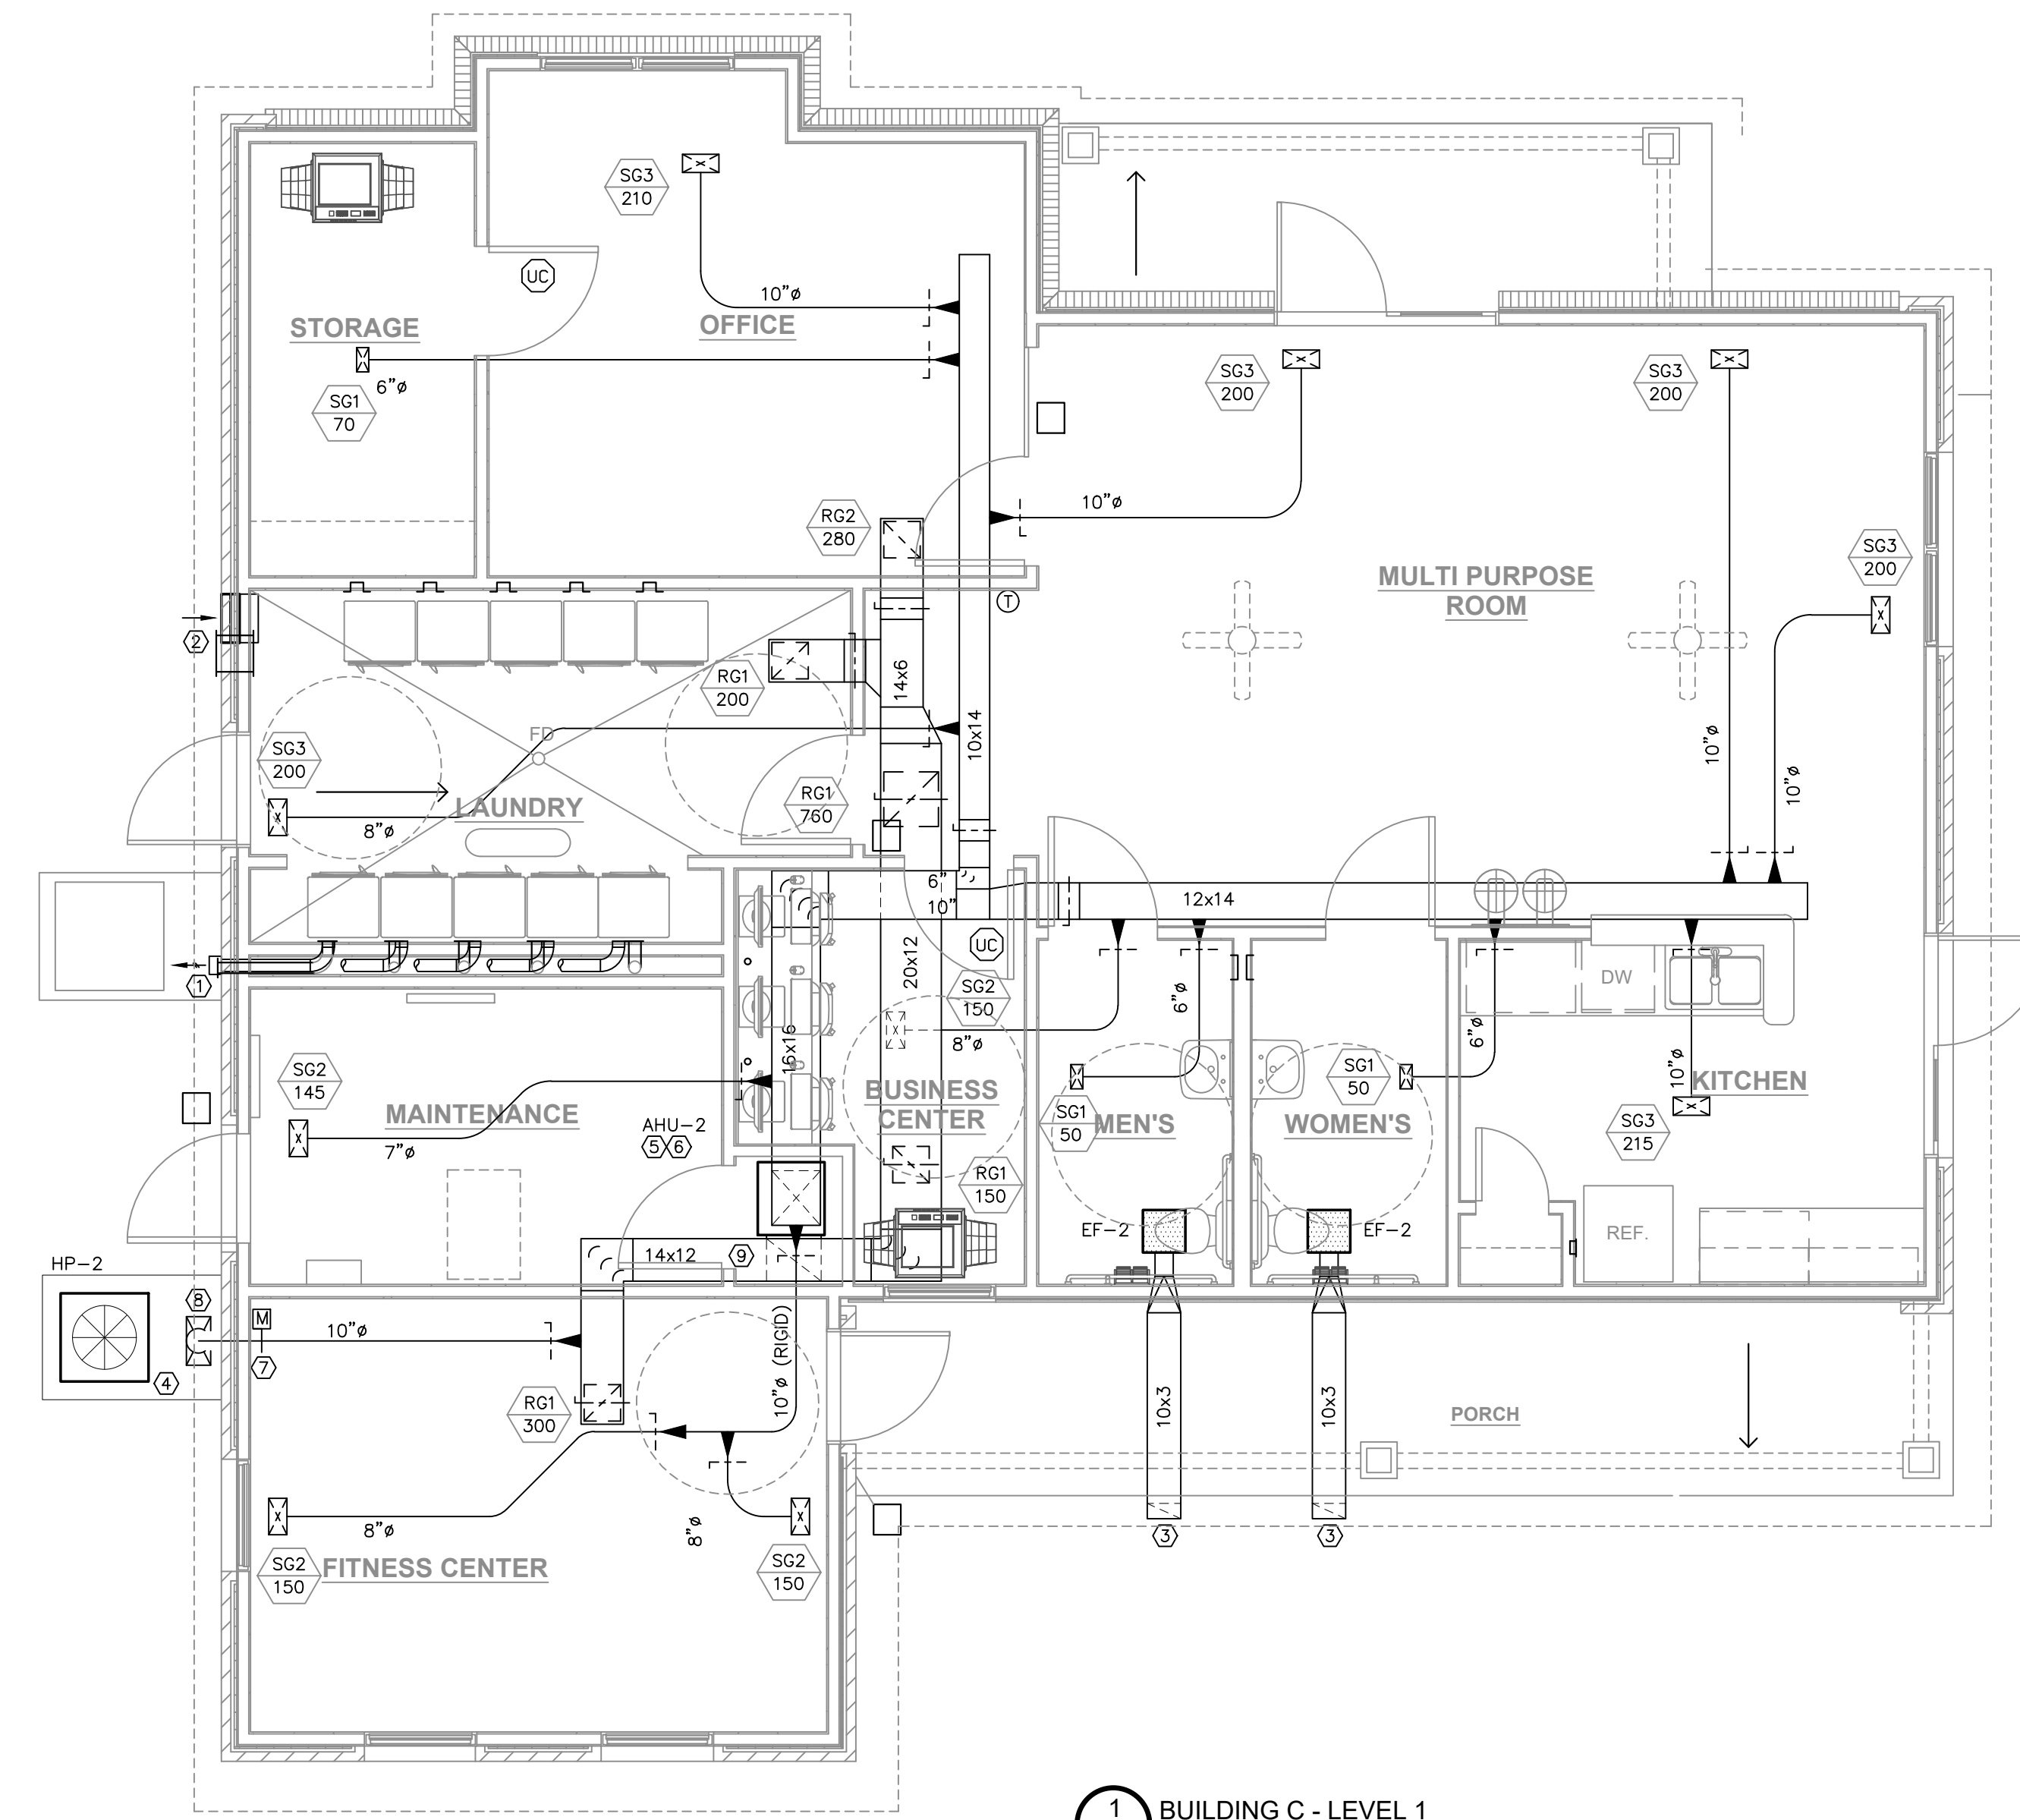 SG3
210
UC
10"ø
STORAGE
OFFICE
6"ø
SG1
70
SG3
200
SG3
200
10"ø
RG2
280
SG3
200
MULTI PURPOSE
ROOM
T
2
14x6
RG1
200
10x14
FD
SG3
200
10"ø
10"ø
RG1
760
LAUNDRY
8"ø
6"
10"
12x14
UC
20x12
1
SG2
150
6"ø
DW
16x16
8"ø
6"ø
10"ø
SG2
145
BUSINESS
CENTER
SG1
50
SG1
50
KITCHEN
MAINTENANCE
AHU-2
5
6
MEN'S
WOMEN'S
SG3
215
7"ø
RG1
150
EF-2
EF-2
REF.
14x12
9
HP-2
8
M
10"ø
7
10"ø (RIGID)
4
RG1
300
10x3
10x3
PORCH
8"ø
8"ø
3
3
SG2
150
FITNESS CENTER
SG2
150
1
BUILDING C - LEVEL 1